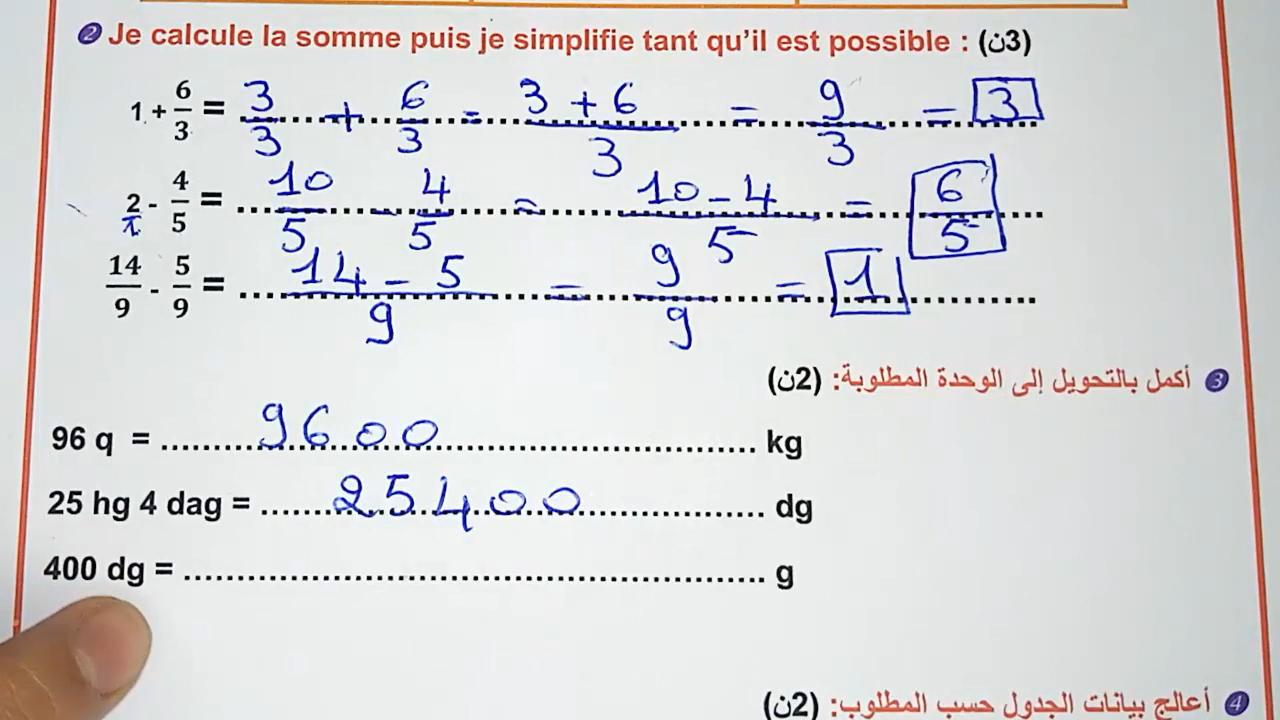 ❷ Je calcule la somme puis je simplifie tant qu'il est possible : (3ن)
1 + 6/3 = 3/3 + 6/3 = (3 + 6)/3 = 9/3 = 3
2/1 - 4/5 = 10/5 - 4/5 = (10 - 4)/5 = 6/5
14/9 - 5/9 = (14 - 5)/9 = 9/9 = 1
❸ أكمل بالتحويل إلى الوحدة المطلوبة: (2ن)
96 q = 9600 kg
25 hg 4 dag = 25400 dg
400 dg = ........ g
❹ أعالج بيانات الجدول حسب المطلوب: (2ن)